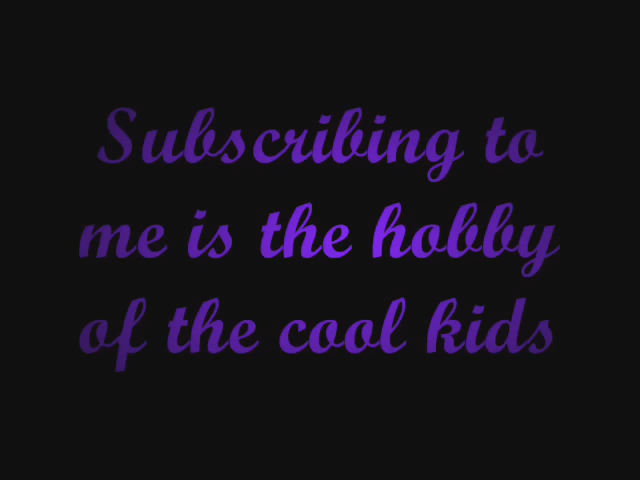 Subscribing to
me is the hobby
of the cool kids